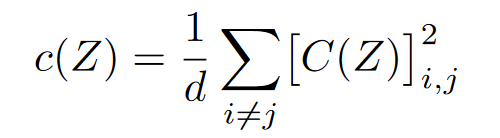 c(Z) = \frac{1}{d} \sum_{i \neq j} [C(Z)]_{i,j}^2